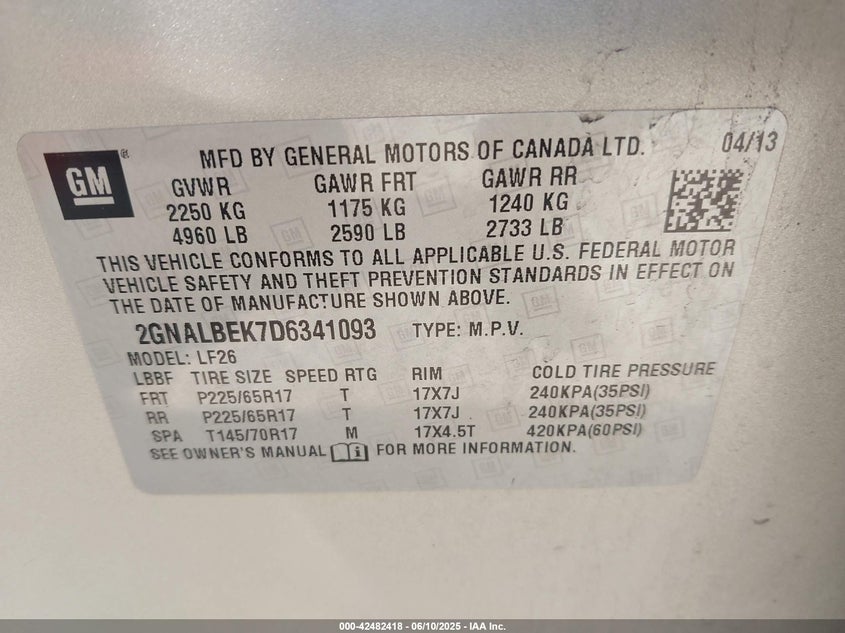 GM®
MFD BY GENERAL MOTORS OF CANADA LTD. 04/13
GVWR GAWR FRT GAWR RR
2250 KG 1175 KG 1240 KG
4960 LB 2590 LB 2733 LB
THIS VEHICLE CONFORMS TO ALL APPLICABLE U.S. FEDERAL MOTOR
VEHICLE SAFETY AND THEFT PREVENTION STANDARDS IN EFFECT ON
THE DATE OF MANUFACTURE SHOWN ABOVE.
2GNALBEK7D6341093 TYPE: M.P.V.
MODEL: LF26
LBBF TIRE SIZE SPEED RTG RIM COLD TIRE PRESSURE
FRT P225/65R17 T 17X7J 240KPA(35PSI)
RR P225/65R17 T 17X7J 240KPA(35PSI)
SPA T145/70R17 M 17X4.5T 420KPA(60PSI)
SEE OWNER'S MANUAL FOR MORE INFORMATION.
000-42482418 - 06/10/2025 - IAA Inc.